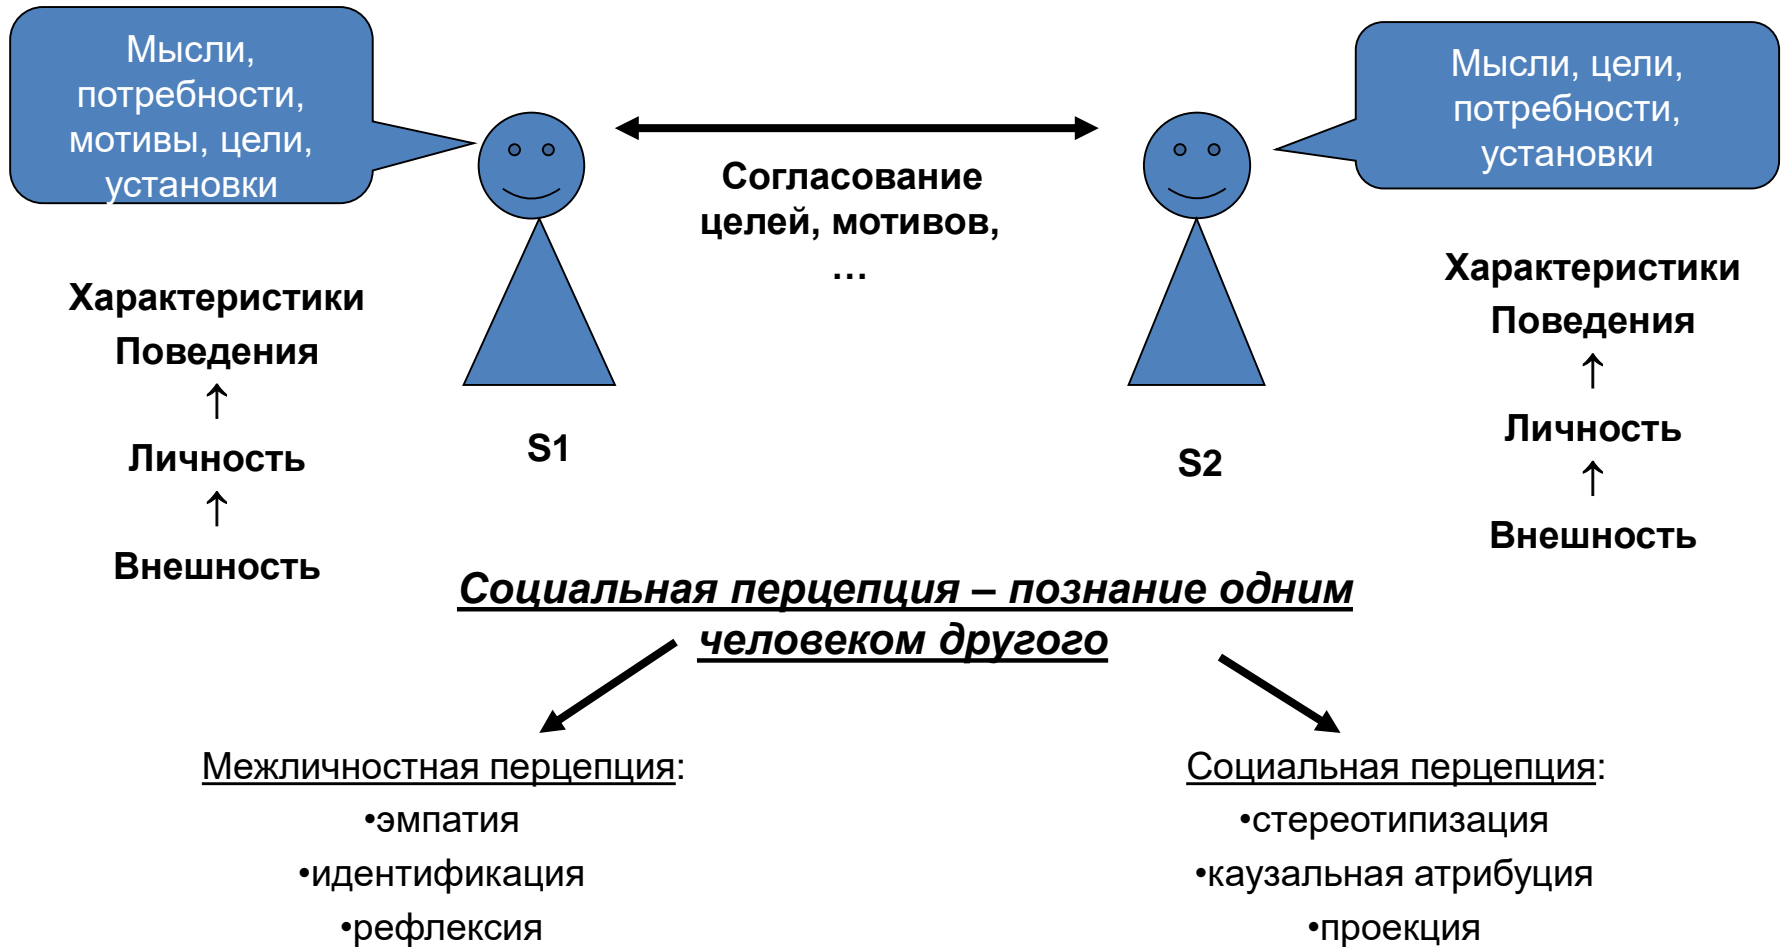 Мысли,
потребности,
мотивы, цели,
установки
Мысли, цели,
потребности,
установки
Согласование
целей, мотивов,
…
Характеристики
Поведения
↑
Личность
↑
Внешность
S1
S2
Характеристики
Поведения
↑
Личность
↑
Внешность
Социальная перцепция – познание одним
человеком другого
Межличностная перцепция:
•эмпатия
•идентификация
•рефлексия
Социальная перцепция:
•стереотипизация
•каузальная атрибуция
•проекция